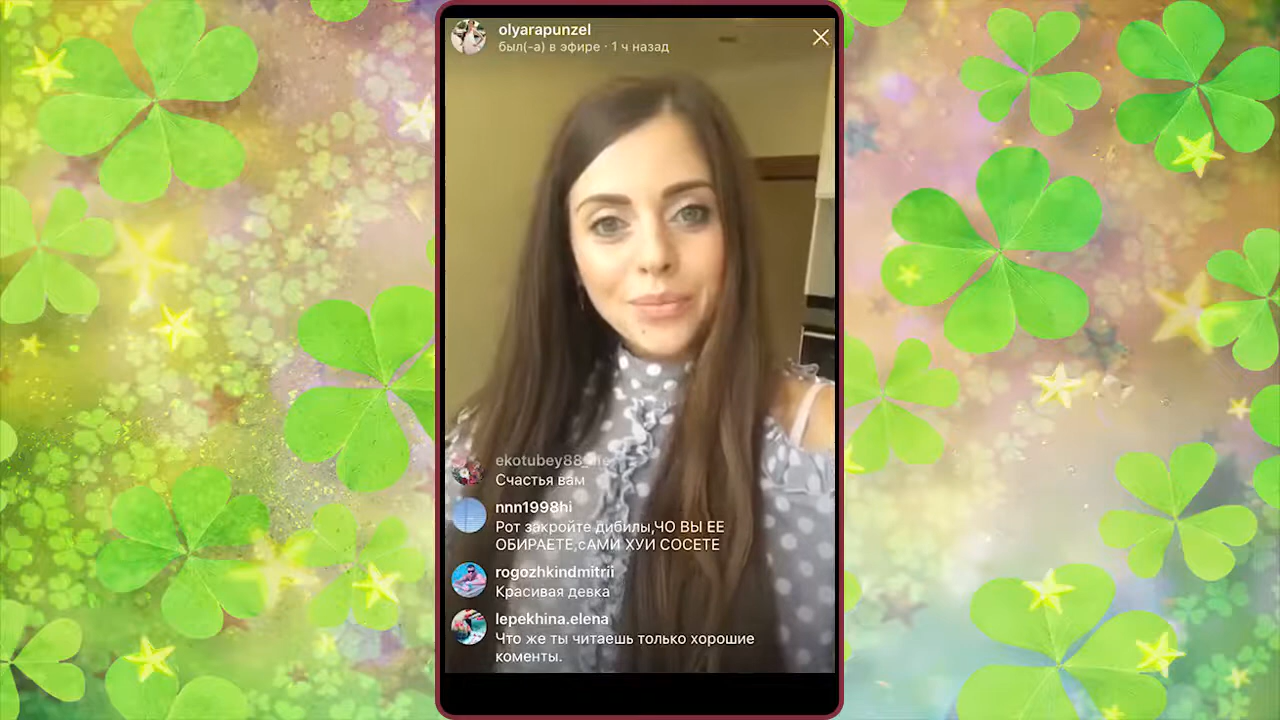 olyarapunzel
был(-а) в эфире · 1 ч назад
Счастья вам
nnn1998hi
Рот закройте дибилы,ЧО ВЫ ЕЕ
ОБИРАЕТЕ,сАМИ ХУИ СОСЕТЕ
rogozhkindmitrii
Красивая девка
lepekhina.elena
Что же ты читаешь только хорошие
коменты.